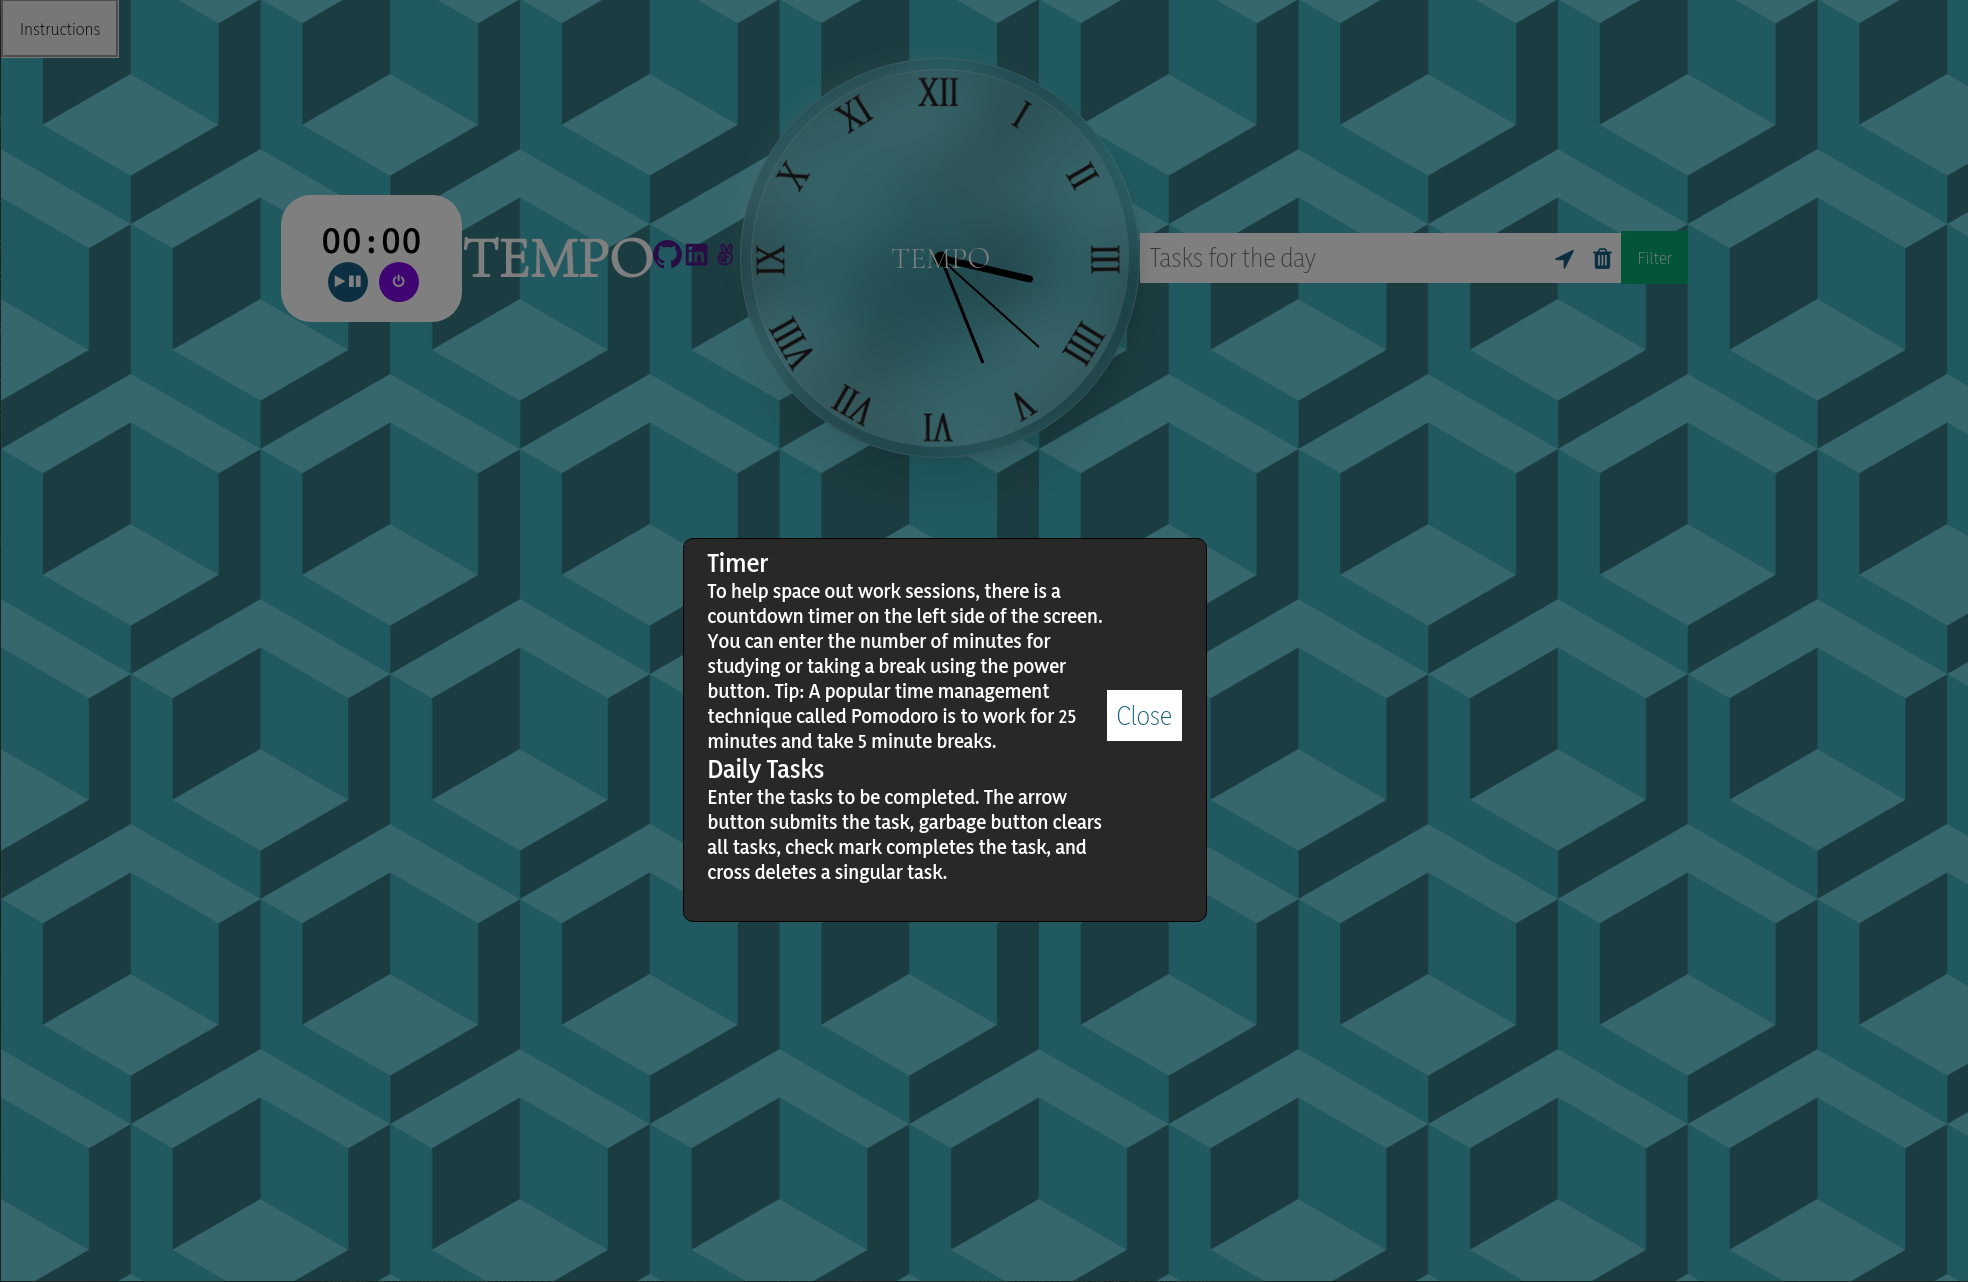 Instructions
XII
I
II
III
IIII
V
VI
VII
VIII
IX
X
XI
TEMPO
00:00
TEMPO
Tasks for the day
Filter
Timer
To help space out work sessions, there is a
countdown timer on the left side of the screen.
You can enter the number of minutes for
studying or taking a break using the power
button. Tip: A popular time management
technique called Pomodoro is to work for 25
minutes and take 5 minute breaks.
Close
Daily Tasks
Enter the tasks to be completed. The arrow
button submits the task, garbage button clears
all tasks, check mark completes the task, and
cross deletes a singular task.